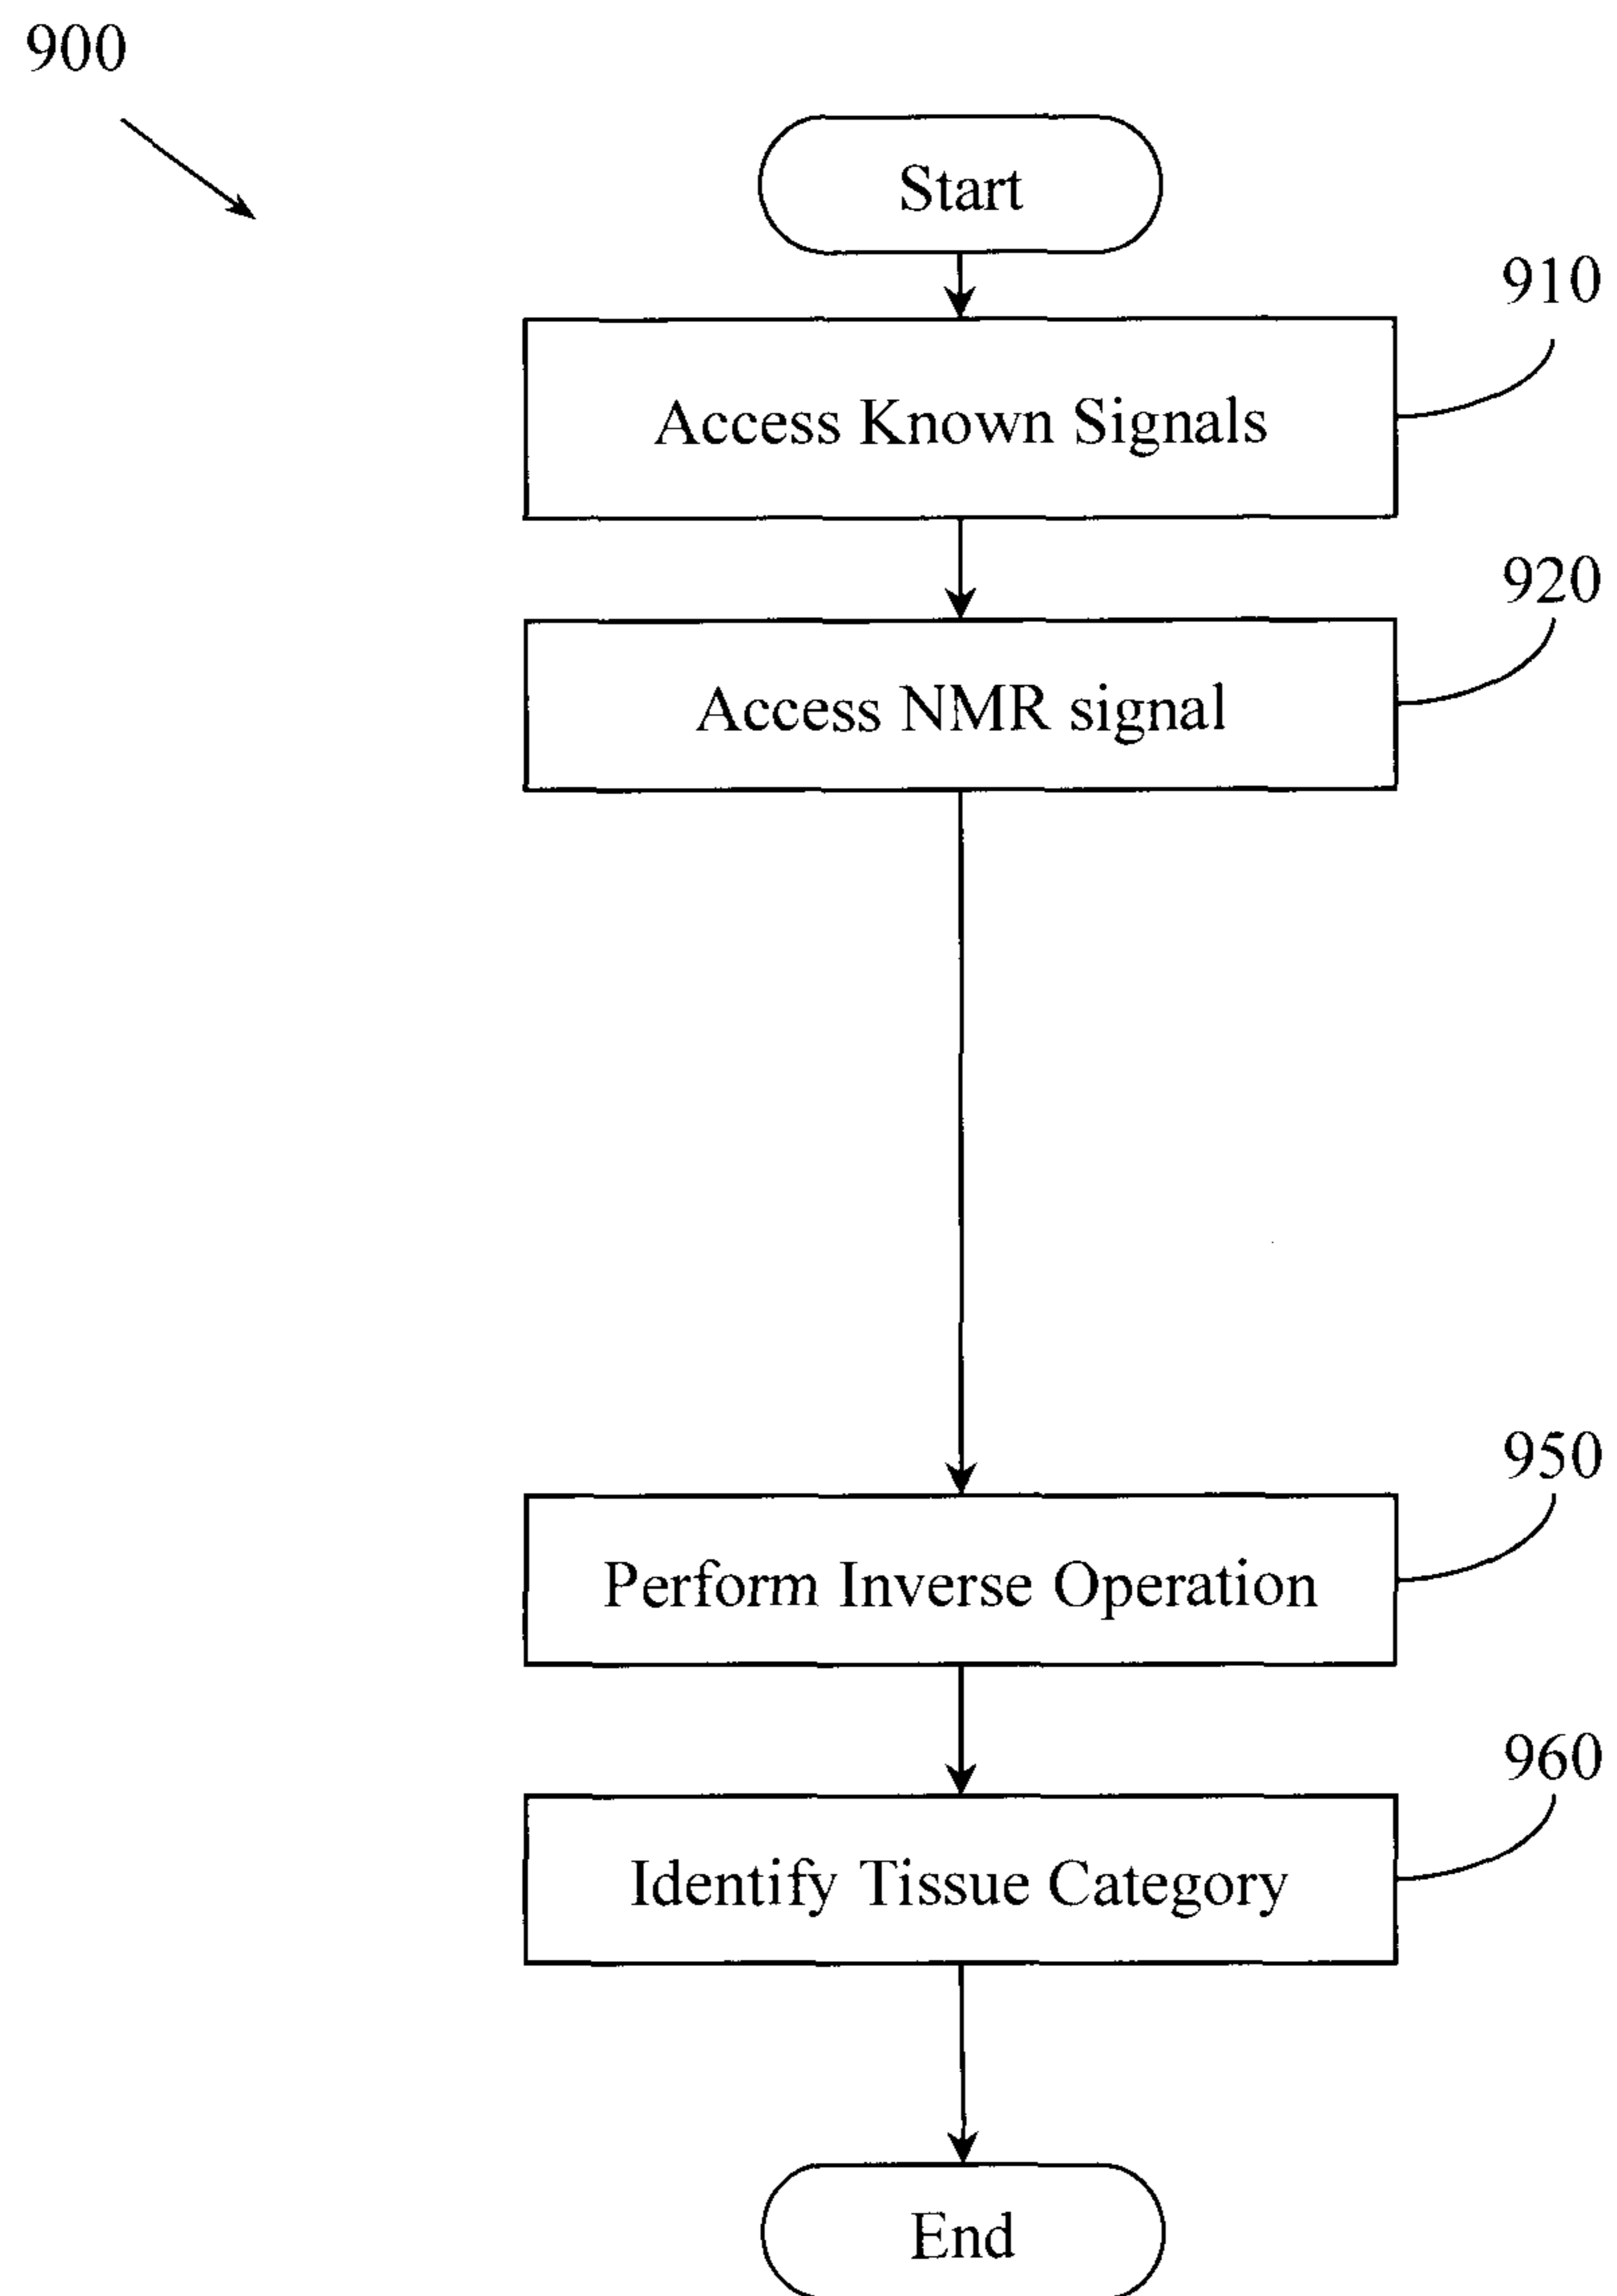 900
Start
910
Access Known Signals
920
Access NMR signal
950
Perform Inverse Operation
960
Identify Tissue Category
End